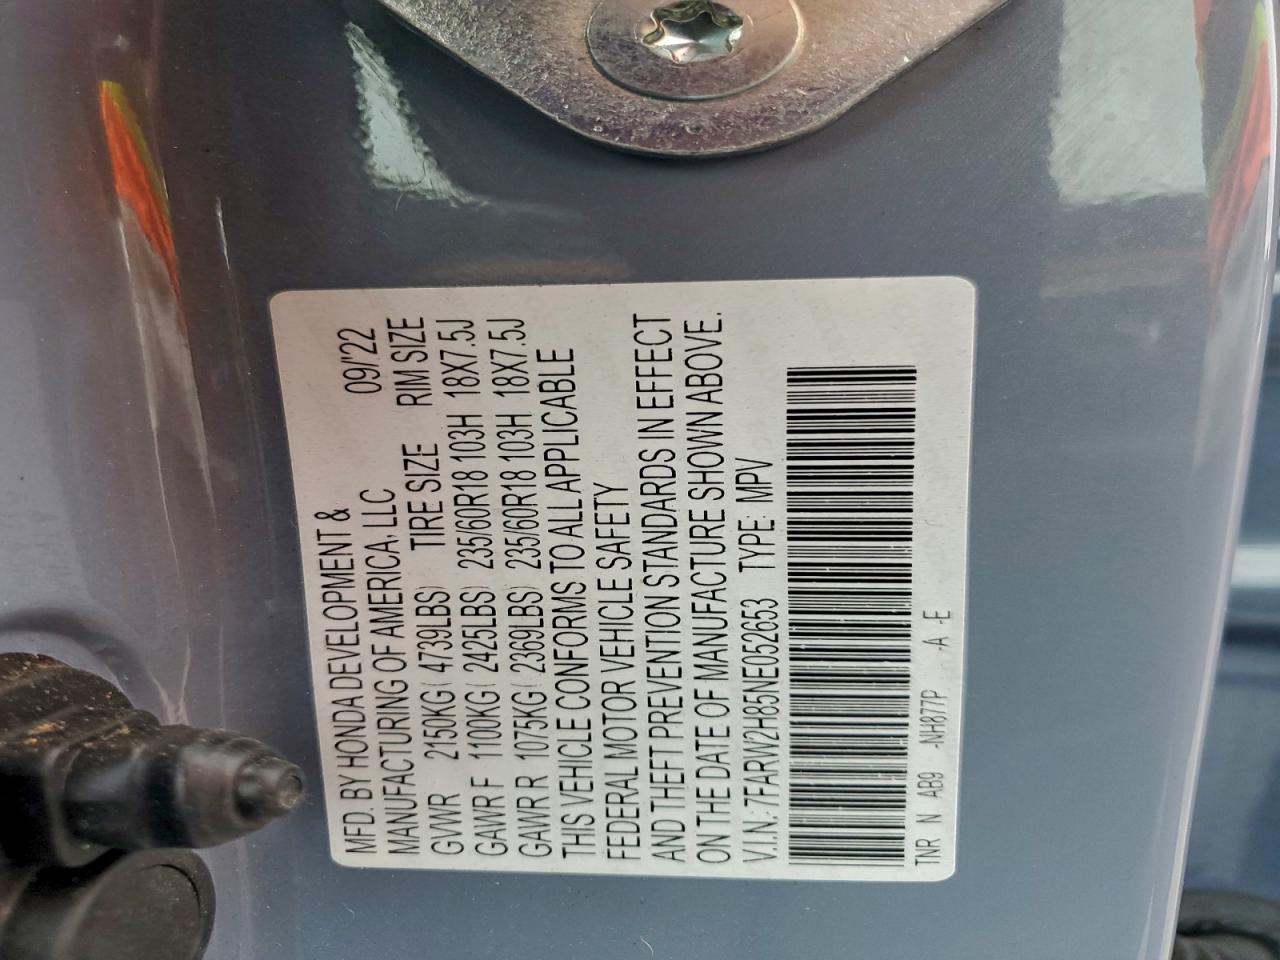 MFD. BY HONDA DEVELOPMENT & 09/'22
MANUFACTURING OF AMERICA, LLC
TIRE SIZE RIM SIZE
GVWR 2150KG( 4739LBS)
GAWR F 1100KG( 2425LBS) 235/60R18 103H 18X7.5J
GAWR R 1075KG( 2369LBS) 235/60R18 103H 18X7.5J
THIS VEHICLE CONFORMS TO ALL APPLICABLE
FEDERAL MOTOR VEHICLE SAFETY
AND THEFT PREVENTION STANDARDS IN EFFECT
ON THE DATE OF MANUFACTURE SHOWN ABOVE.
V.I.N.: 7FARW2H85NE052653 TYPE: MPV
TNR N AB9 -NH877P -A -E